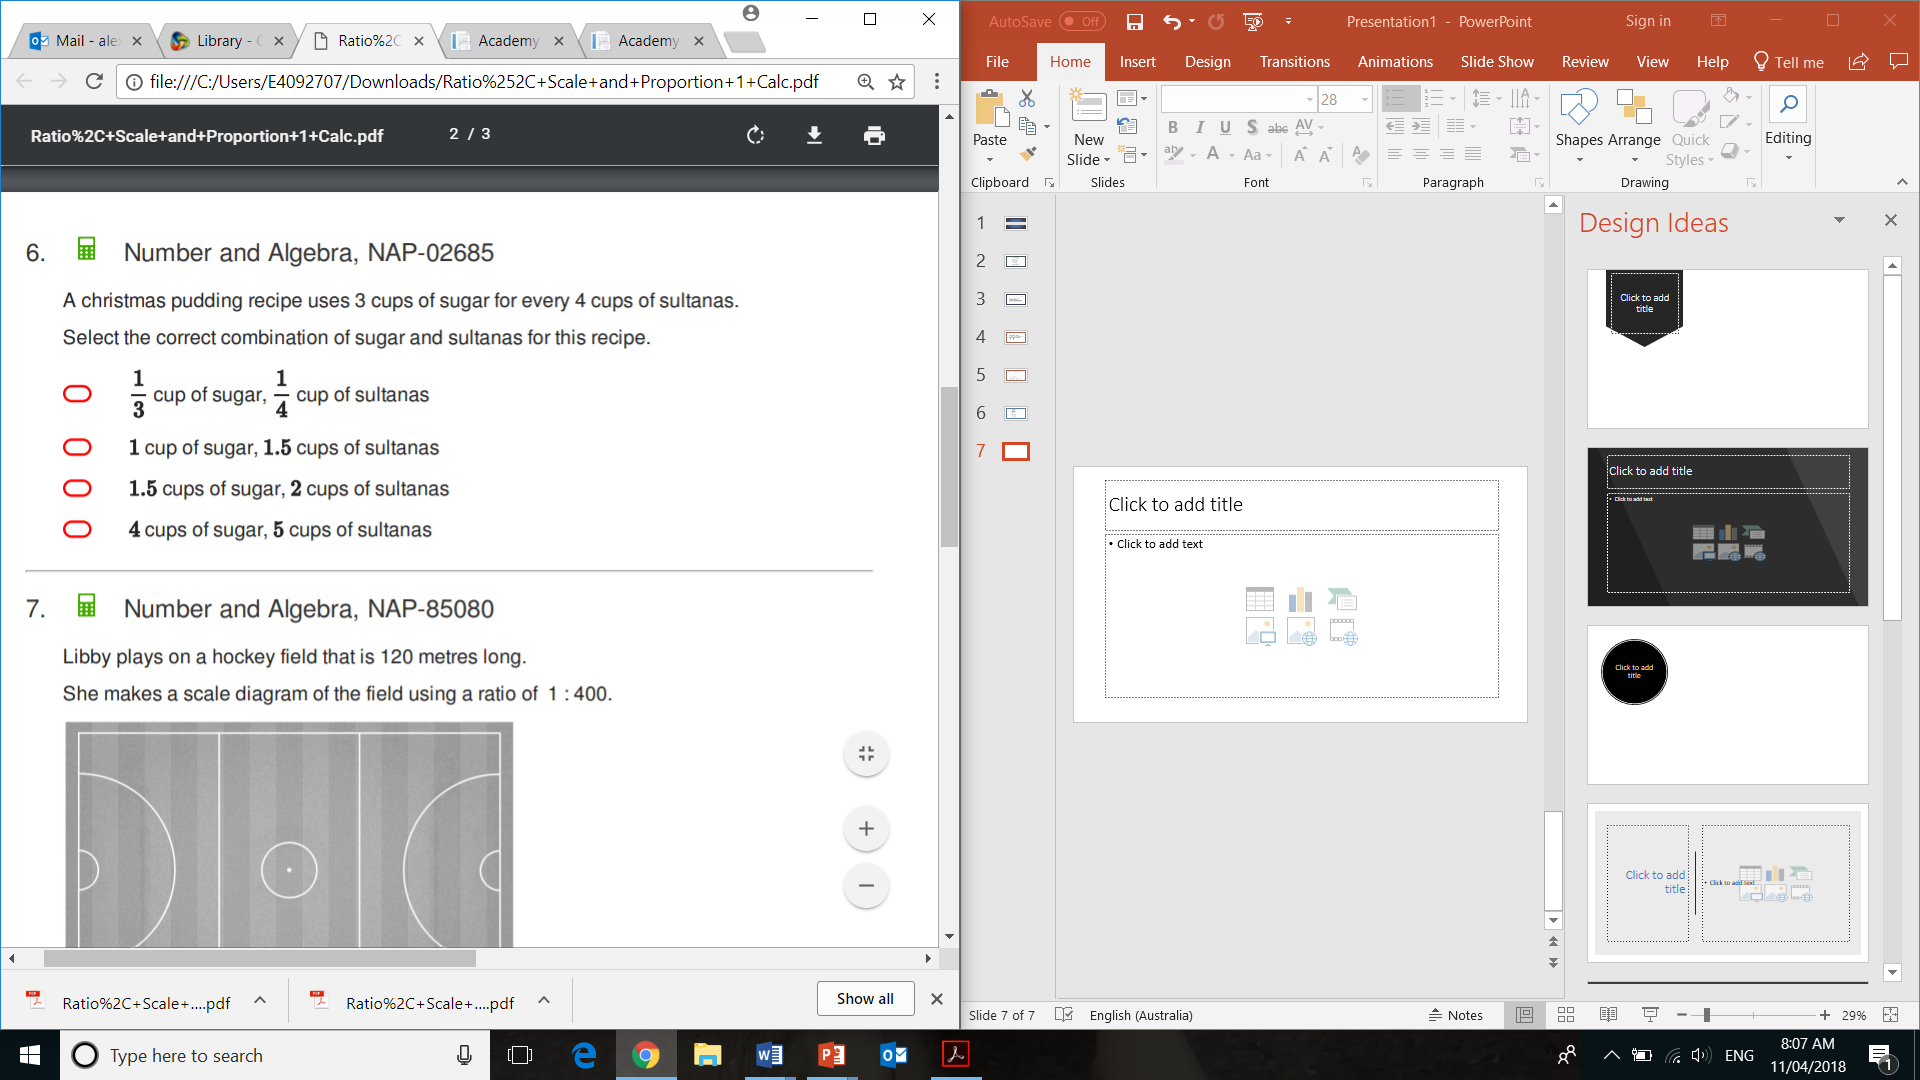 Mail - ale
Library - 
Ratio%2C
Academy
Academy
file:///C:/Users/E4092707/Downloads/Ratio%252C+Scale+and+Proportion+1+Calc.pdf
Ratio%2C+Scale+and+Proportion+1+Calc.pdf
2 / 3
6. Number and Algebra, NAP-02685
A christmas pudding recipe uses 3 cups of sugar for every 4 cups of sultanas.
Select the correct combination of sugar and sultanas for this recipe.
1/3 cup of sugar, 1/4 cup of sultanas
1 cup of sugar, 1.5 cups of sultanas
1.5 cups of sugar, 2 cups of sultanas
4 cups of sugar, 5 cups of sultanas
7. Number and Algebra, NAP-85080
Libby plays on a hockey field that is 120 metres long.
She makes a scale diagram of the field using a ratio of 1 : 400.
Ratio%2C+Scale+....pdf
Ratio%2C+Scale+....pdf
Show all
AutoSave Off
Presentation1 - PowerPoint
Sign in
File Home Insert Design Transitions Animations Slide Show Review View Help Tell me
Paste
New Slide
28
B I U S abc AV
ab A Aa A A
Shapes Arrange Quick Styles
Editing
Clipboard Slides Font Paragraph Drawing
1
2
3
4
5
6
7
Click to add title
• Click to add text
Design Ideas
Click to add title
Click to add title
• Click to add text
Click to add title
Click to add title
• Click to add text
Slide 7 of 7
English (Australia)
Notes
29%
Type here to search
ENG
8:07 AM
11/04/2018
1